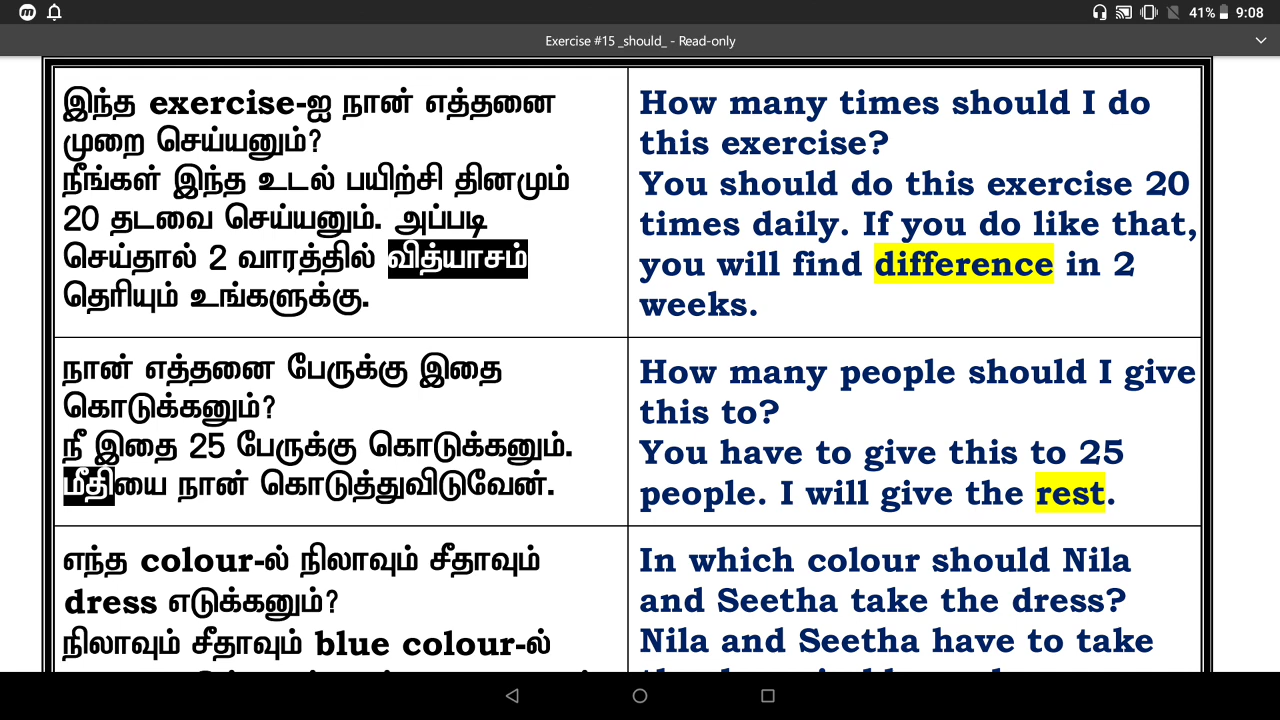 41% 9:08
Exercise #15 _should_ - Read-only
இந்த exercise-ஐ நான் எத்தனை
முறை செய்யனும்?
நீங்கள் இந்த உடல் பயிற்சி தினமும்
20 தடவை செய்யனும். அப்படி
செய்தால் 2 வாரத்தில் வித்யாசம்
தெரியும் உங்களுக்கு.
How many times should I do
this exercise?
You should do this exercise 20
times daily. If you do like that,
you will find difference in 2
weeks.
நான் எத்தனை பேருக்கு இதை
கொடுக்கனும்?
நீ இதை 25 பேருக்கு கொடுக்கனும்.
மீதியை நான் கொடுத்துவிடுவேன்.
How many people should I give
this to?
You have to give this to 25
people. I will give the rest.
எந்த colour-ல் நிலாவும் சீதாவும்
dress எடுக்கனும்?
நிலாவும் சீதாவும் blue colour-ல்
In which colour should Nila
and Seetha take the dress?
Nila and Seetha have to take